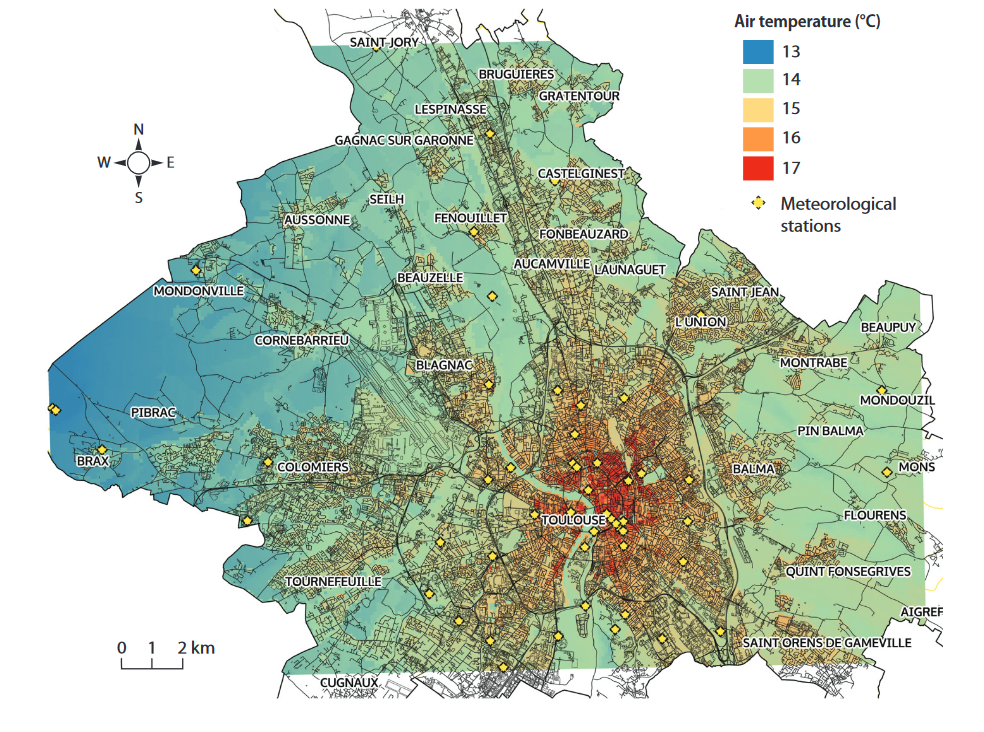 Air temperature (°C)
13
14
15
16
17
Meteorological
stations
N
W
E
S
SAINT JORY
BRUGUIERES
GRATENTOUR
LESPINASSE
GAGNAC SUR GARONNE
CASTELGINEST
SEILH
AUSSONNE
FENOUILLET
FONBEAUZARD
AUCAMVILLE
LAUNAGUET
BEAUZELLE
MONDONVILLE
SAINT JEAN
L'UNION
BEAUPUY
CORNEBARRIEU
BLAGNAC
MONTRABE
MONDOUZIL
PIBRAC
PIN BALMA
BRAX
COLOMIERS
BALMA
MONS
TOULOUSE
FLOURENS
QUINT FONSEGRIVES
TOURNEFEUILLE
AIGREF
SAINT ORENS DE GAMEVILLE
0 1 2 km
CUGNAUX